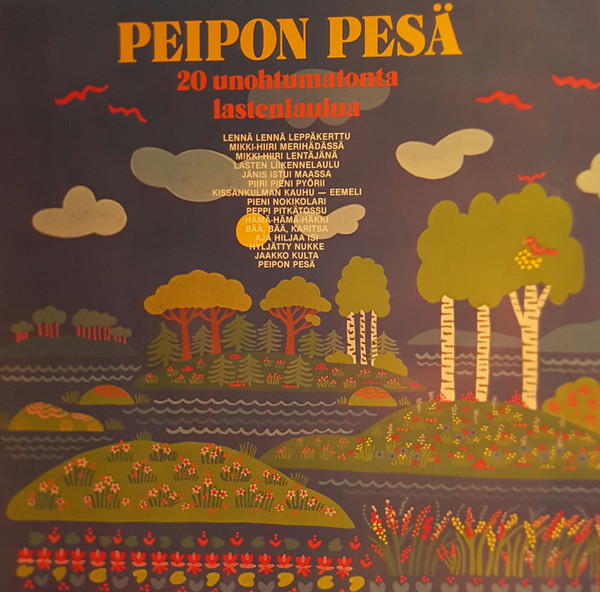 PEIPON PESÄ
20 unohtumatonta
lastenlaulua
LENNÄ LENNÄ LEPPÄKERTTU
MIKKI-HIIRI MERIHÄDÄSSÄ
MIKKI-HIIRI LENTÄJÄNÄ
LASTEN LIIKENNELAULU
JÄNIS ISTUI MAASSA
PIIRI PIENI PYÖRII
KISSANKULMAN KAUHU — EEMELI
PIENI NOKIKOLARI
PEPPI PITKÄTOSSU
HÄMÄ-HÄMÄ-HÄKKI
BÄÄ, BÄÄ, KARITSA
AJA HILJAA ISI
HYLJÄTTY NUKKE
JAAKKO KULTA
PEIPON PESÄ